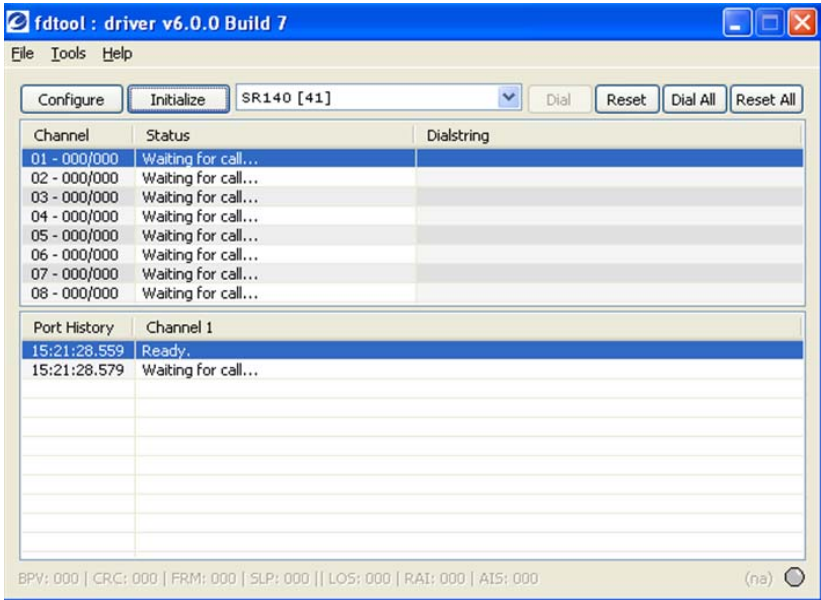 fdtool : driver v6.0.0 Build 7
File Tools Help
Configure Initialize SR140 [41] Dial Reset Dial All Reset All
Channel Status Dialstring
01 - 000/000 Waiting for call...
02 - 000/000 Waiting for call...
03 - 000/000 Waiting for call...
04 - 000/000 Waiting for call...
05 - 000/000 Waiting for call...
06 - 000/000 Waiting for call...
07 - 000/000 Waiting for call...
08 - 000/000 Waiting for call...
Port History Channel 1
15:21:28.559 Ready.
15:21:28.579 Waiting for call...
BPV: 000 | CRC: 000 | FRM: 000 | SLP: 000 || LOS: 000 | RAI: 000 | AIS: 000 (na)